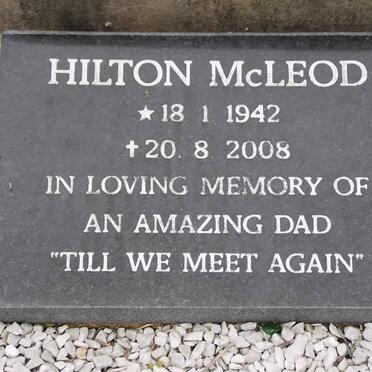 HILTON McLEOD
★ 18 1 1942
✝ 20. 8. 2008
IN LOVING MEMORY OF
AN AMAZING DAD
"TILL WE MEET AGAIN"